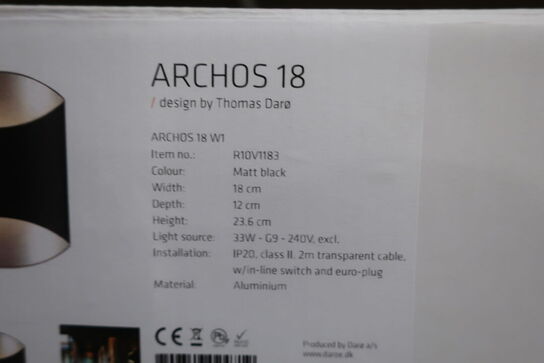 ARCHOS 18
/ design by Thomas Darø
ARCHOS 18 W1
Item no.: R10V1183
Colour: Matt black
Width: 18 cm
Depth: 12 cm
Height: 23.6 cm
Light source: 33W - G9 - 240V, excl.
Installation: IP20, class II. 2m transparent cable,
w/in-line switch and euro-plug
Material: Aluminium
CE
Produced by Darø a/s
www.daroe.dk